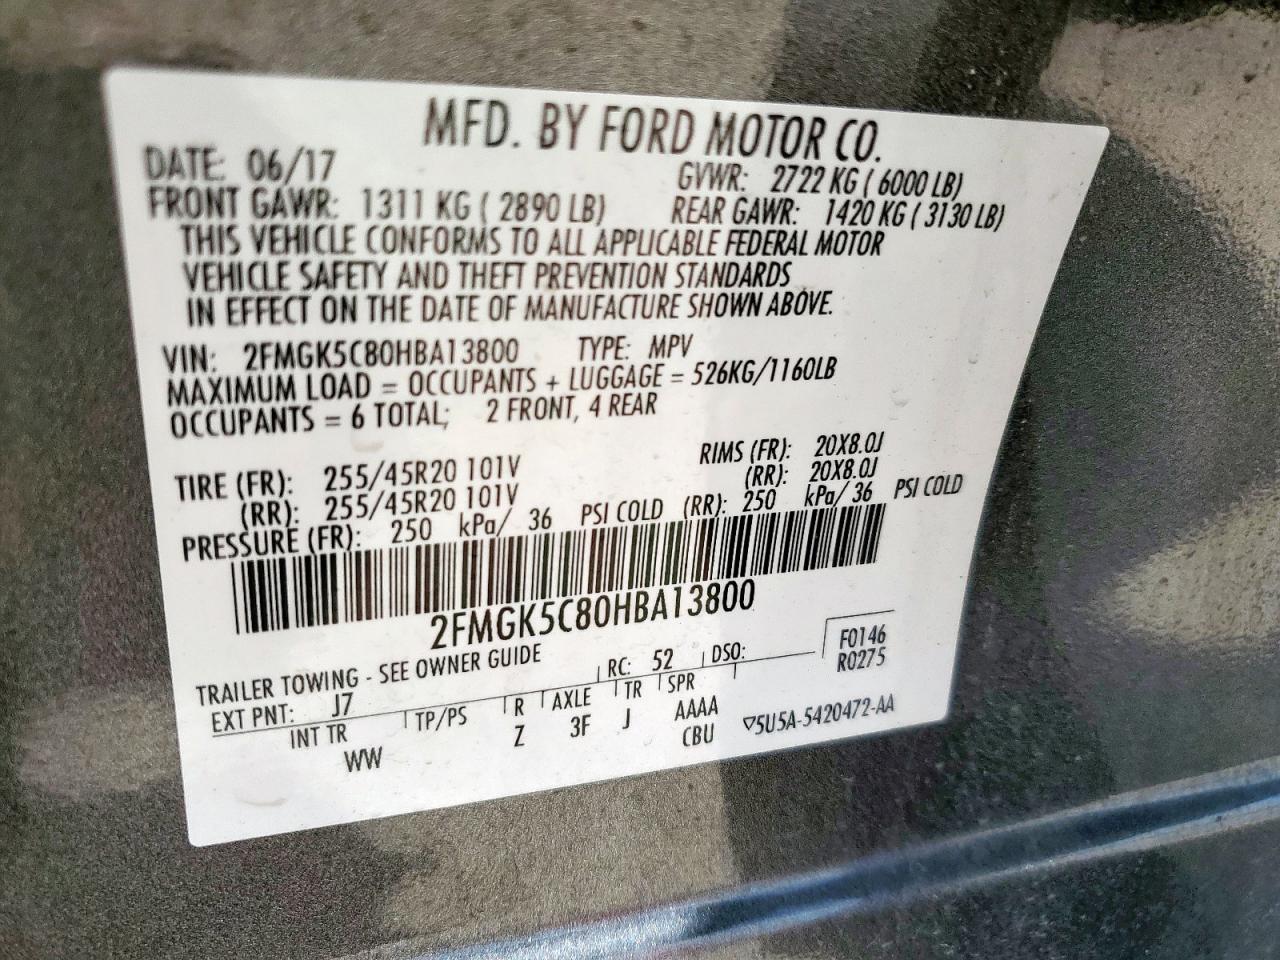 MFD. BY FORD MOTOR CO.
DATE: 06/17 GVWR: 2722 KG ( 6000 LB)
FRONT GAWR: 1311 KG ( 2890 LB) REAR GAWR: 1420 KG ( 3130 LB)
THIS VEHICLE CONFORMS TO ALL APPLICABLE FEDERAL MOTOR
VEHICLE SAFETY AND THEFT PREVENTION STANDARDS
IN EFFECT ON THE DATE OF MANUFACTURE SHOWN ABOVE.
VIN: 2FMGK5C80HBA13800 TYPE: MPV
MAXIMUM LOAD = OCCUPANTS + LUGGAGE = 526KG/1160LB
OCCUPANTS = 6 TOTAL; 2 FRONT, 4 REAR
TIRE (FR): 255/45R20 101V RIMS (FR): 20X8.0J
(RR): 255/45R20 101V (RR): 20X8.0J
PRESSURE (FR): 250 kPa/ 36 PSI COLD (RR): 250 kPa/ 36 PSI COLD
2FMGK5C80HBA13800
TRAILER TOWING - SEE OWNER GUIDE
F0146
R0275
EXT PNT: J7 RC: 52 DSO:
INT TR TP/PS R AXLE TR SPR
WW Z 3F J AAAA
CBU
▽5U5A-5420472-AA